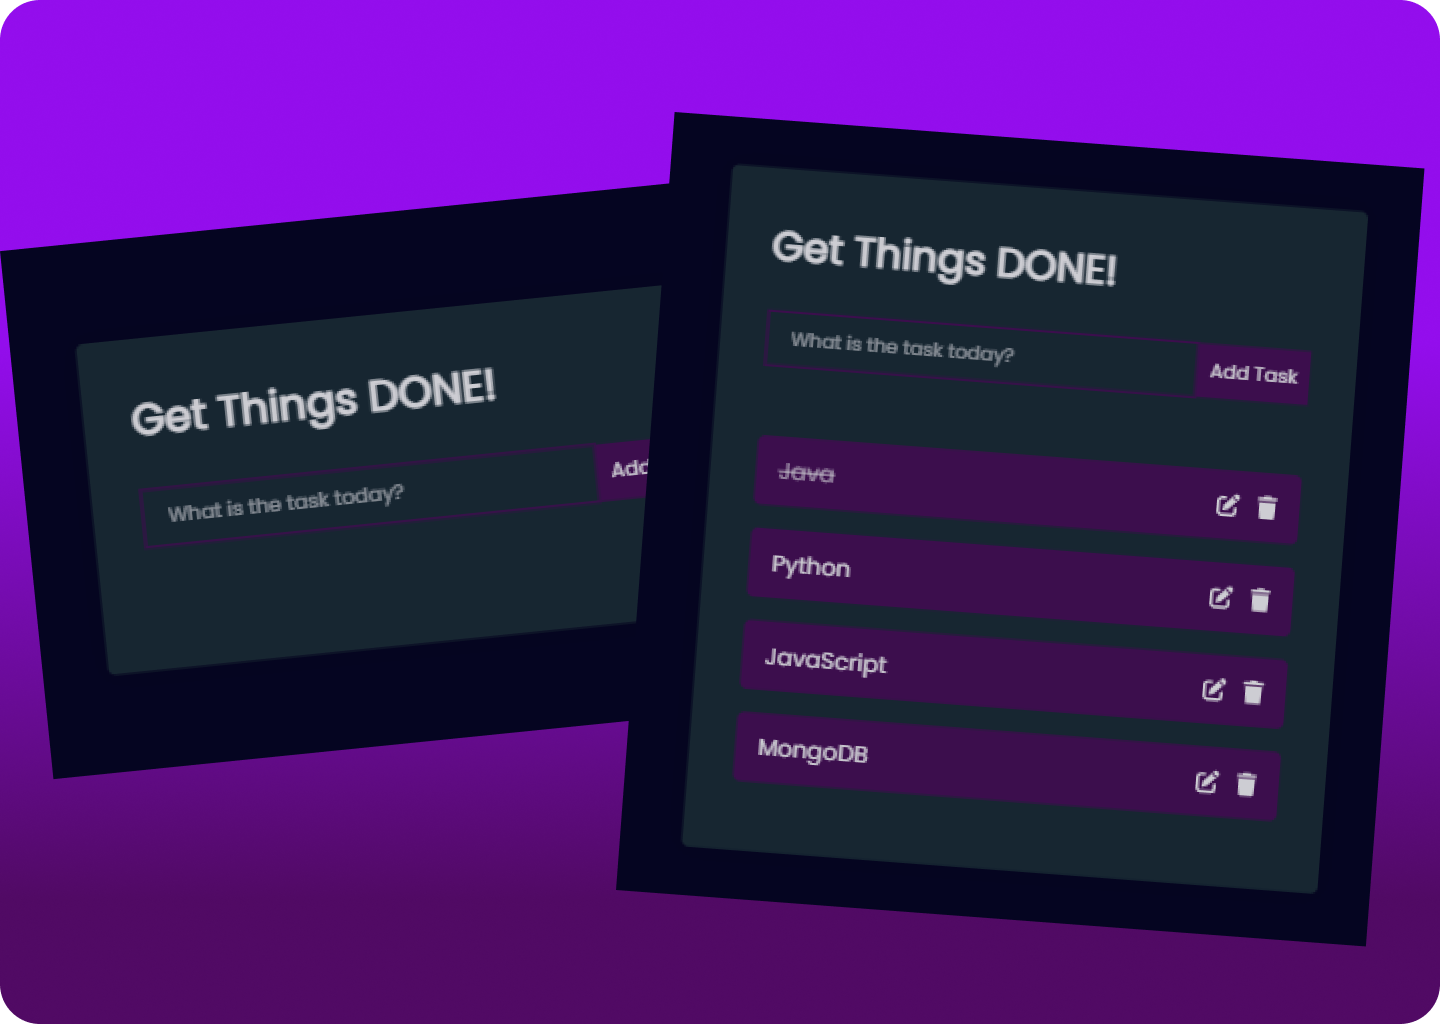 Get Things DONE!
What is the task today?
Add
Get Things DONE!
What is the task today?
Add Task
Java
Python
JavaScript
MongoDB